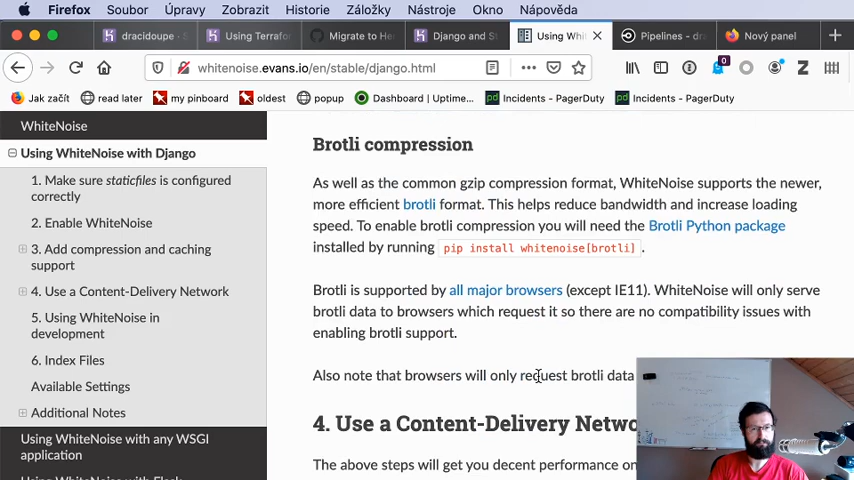 Firefox Soubor Úpravy Zobrazit Historie Záložky Nástroje Okno Nápověda
dracidoupe - Using Terrafo Migrate to He Django and St Using Whi Pipelines - dra Nový panel
whitenoise.evans.io/en/stable/django.html
Jak začít read later my pinboard oldest popup Dashboard | Uptime... Incidents - PagerDuty Incidents - PagerDuty
WhiteNoise
Using WhiteNoise with Django
1. Make sure staticfiles is configured
correctly
2. Enable WhiteNoise
3. Add compression and caching
support
4. Use a Content-Delivery Network
5. Using WhiteNoise in
development
6. Index Files
Available Settings
Additional Notes
Using WhiteNoise with any WSGI
application
Using WhiteNoise with Flask
Brotli compression
As well as the common gzip compression format, WhiteNoise supports the newer,
more efficient brotli format. This helps reduce bandwidth and increase loading
speed. To enable brotli compression you will need the Brotli Python package
installed by running pip install whitenoise[brotli] .
Brotli is supported by all major browsers (except IE11). WhiteNoise will only serve
brotli data to browsers which request it so there are no compatibility issues with
enabling brotli support.
Also note that browsers will only request brotli data
4. Use a Content-Delivery Netwo
The above steps will get you decent performance on